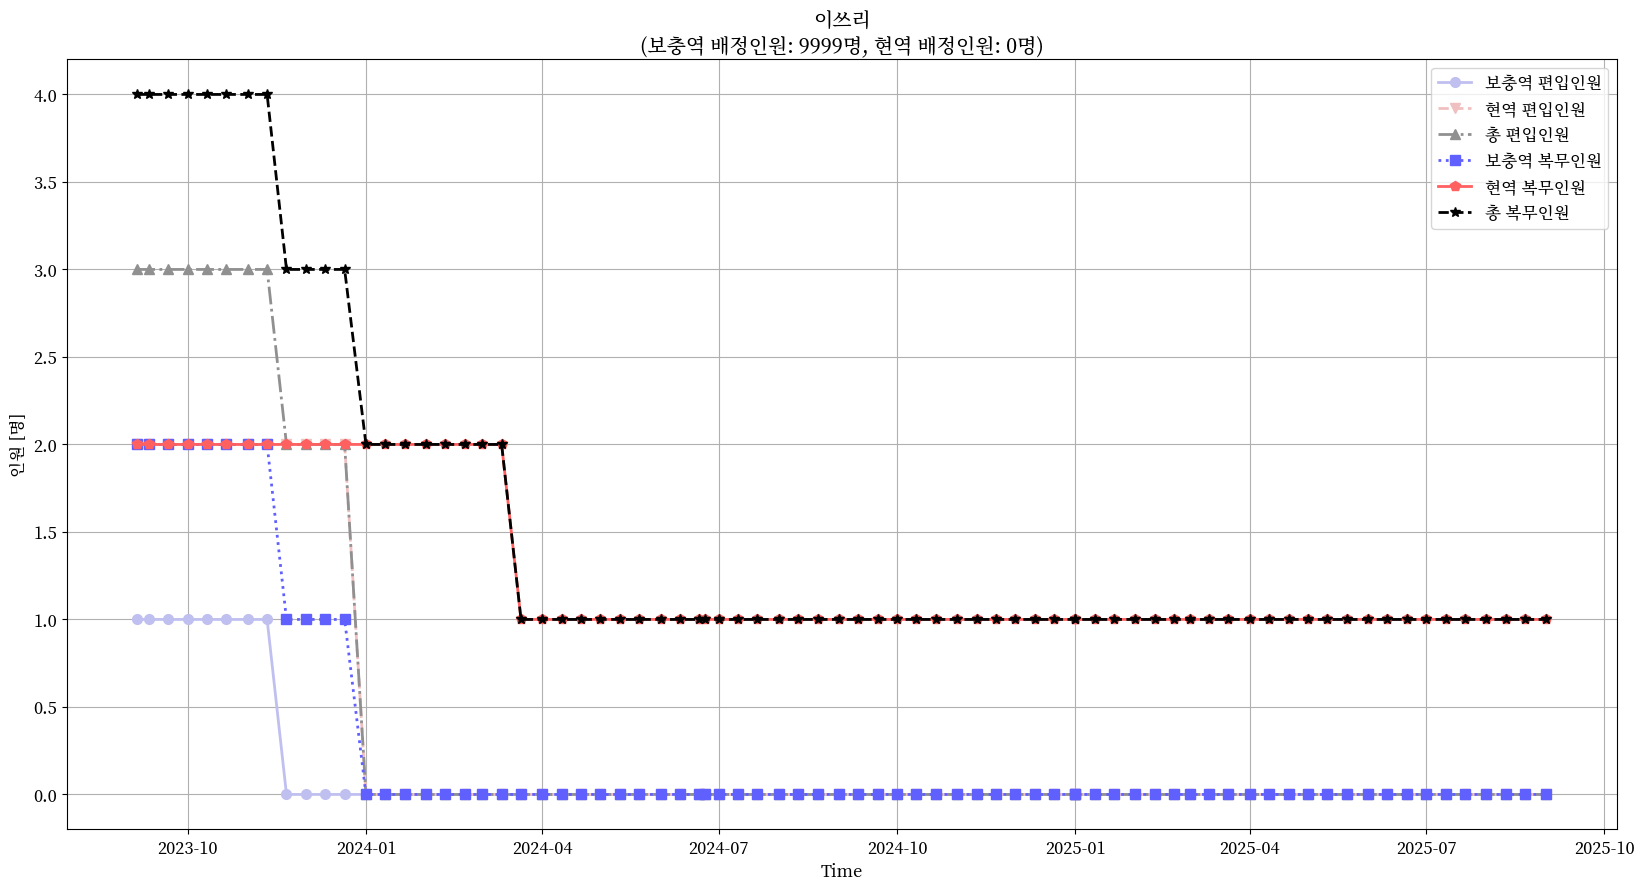 이쓰리
(보충역 배정인원: 9999명, 현역 배정인원: 0명)
보충역 편입인원
현역 편입인원
총 편입인원
보충역 복무인원
현역 복무인원
총 복무인원
인원 [명]
4.0
3.5
3.0
2.5
2.0
1.5
1.0
0.5
0.0
2023-10
2024-01
2024-04
2024-07
2024-10
2025-01
2025-04
2025-07
2025-10
Time